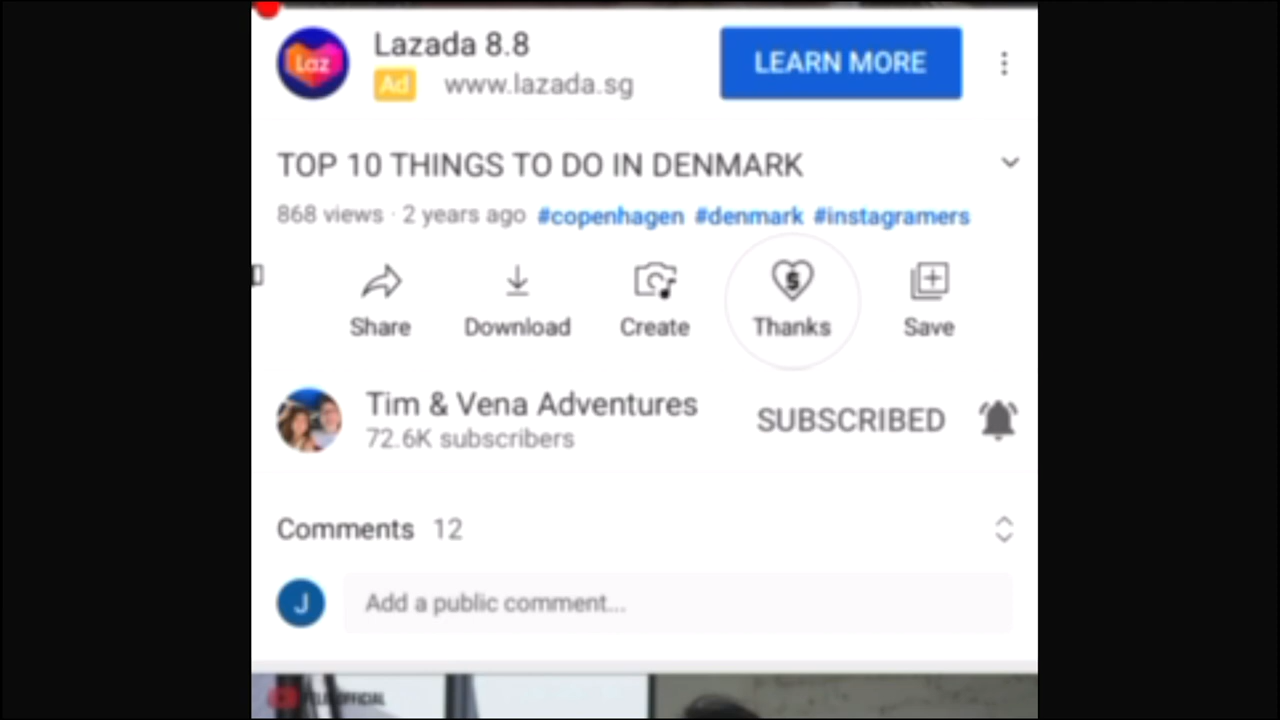 Laz
Lazada 8.8
Ad www.lazada.sg
LEARN MORE
TOP 10 THINGS TO DO IN DENMARK
868 views · 2 years ago #copenhagen #denmark #instagramers
Share Download Create Thanks Save
Tim & Vena Adventures
72.6K subscribers
SUBSCRIBED
Comments 12
J
Add a public comment...
OFFICIAL